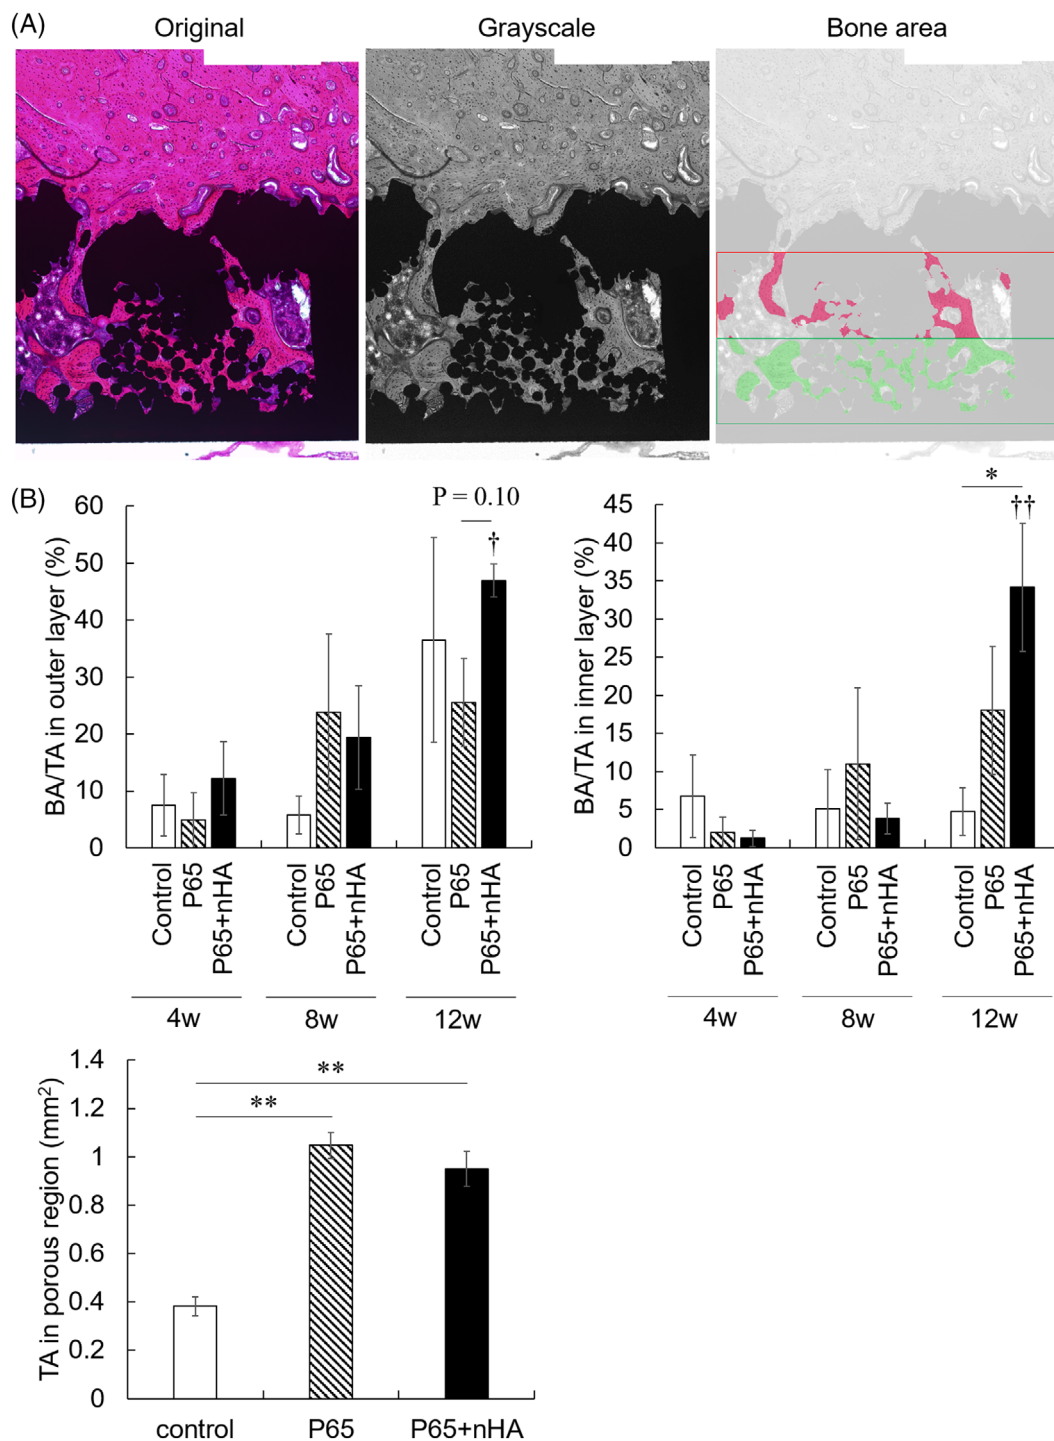 (A)
Original
Grayscale
Bone area
(B)
BA/TA in outer layer (%)
60
50
40
30
20
10
0
P = 0.10
†
Control
P65
P65+nHA
Control
P65
P65+nHA
Control
P65
P65+nHA
4w
8w
12w
BA/TA in inner layer (%)
45
40
35
30
25
20
15
10
5
0
*
††
Control
P65
P65+nHA
Control
P65
P65+nHA
Control
P65
P65+nHA
4w
8w
12w
TA in porous region (mm²)
1.4
1.2
1
0.8
0.6
0.4
0.2
0
**
**
control
P65
P65+nHA